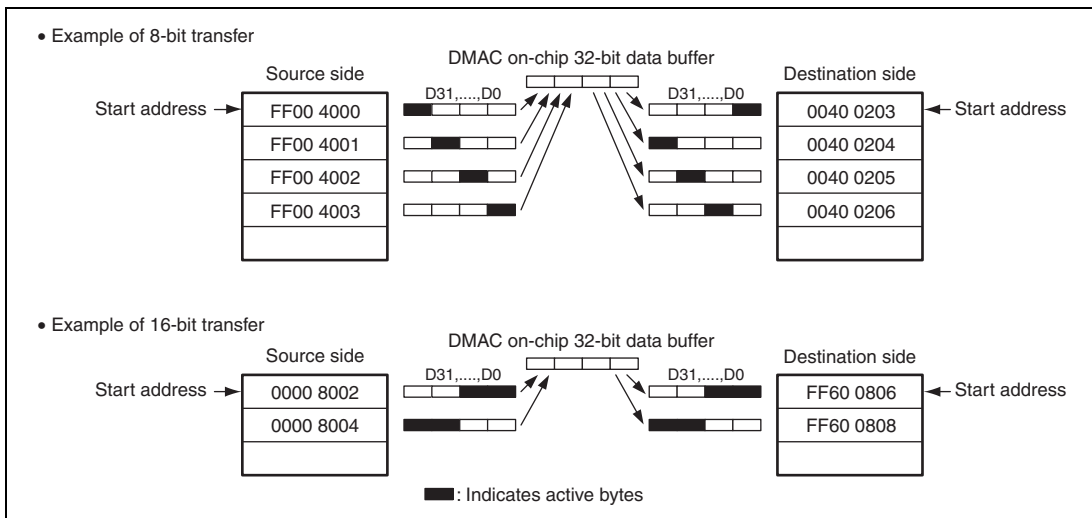 • Example of 8-bit transfer
DMAC on-chip 32-bit data buffer
Source side
Destination side
D31,....,D0
D31,....,D0
Start address
FF00 4000
0040 0203
Start address
FF00 4001
0040 0204
FF00 4002
0040 0205
FF00 4003
0040 0206
• Example of 16-bit transfer
DMAC on-chip 32-bit data buffer
Source side
Destination side
D31,....,D0
D31,....,D0
Start address
0000 8002
FF60 0806
Start address
0000 8004
FF60 0808
: Indicates active bytes